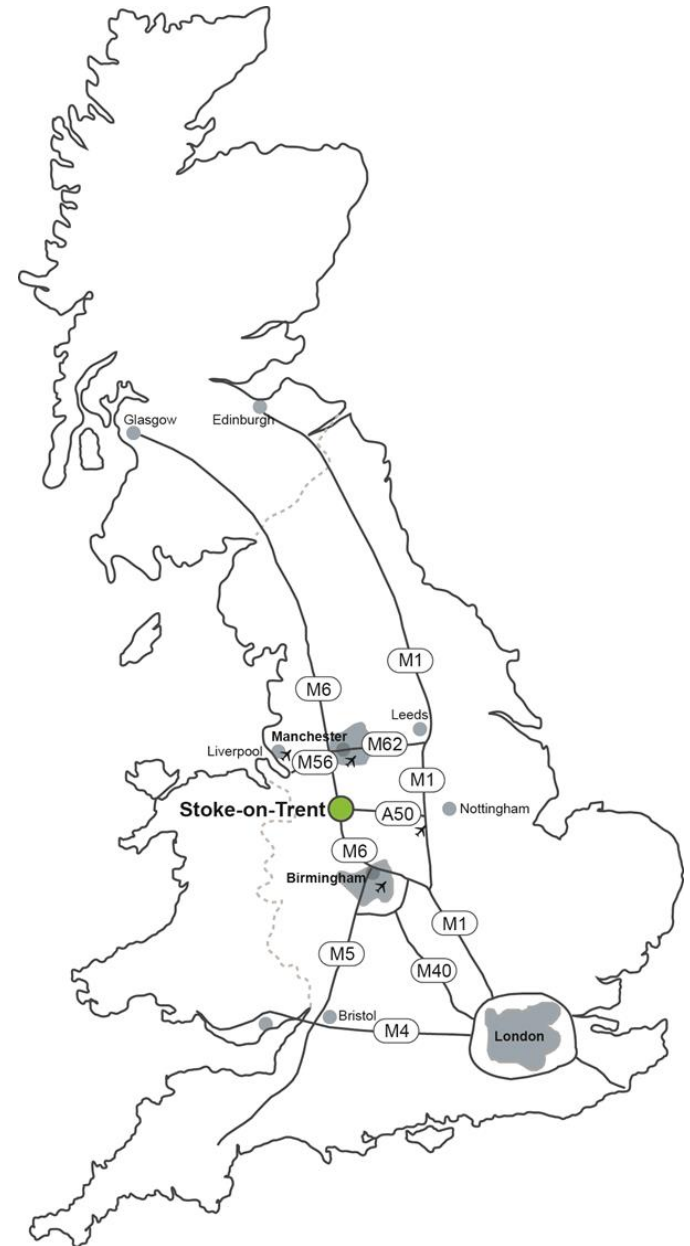 Glasgow
Edinburgh
M1
M6
Leeds
Manchester
M62
Liverpool
M56
M1
Stoke-on-Trent
A50
Nottingham
M6
Birmingham
M1
M5
M40
Bristol
M4
London